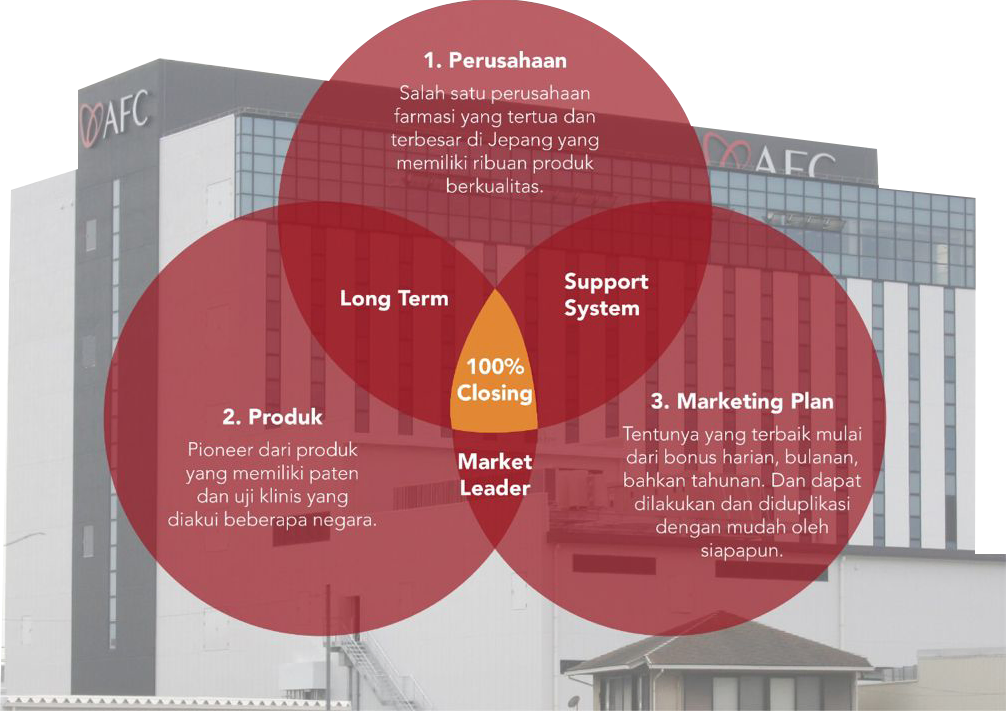 AFC
AFC
1. Perusahaan
Salah satu perusahaan
farmasi yang tertua dan
terbesar di Jepang yang
memiliki ribuan produk
berkualitas.
Long Term
Support
System
100%
Closing
2. Produk
Pioneer dari produk
yang memiliki paten
dan uji klinis yang
diakui beberapa negara.
Market
Leader
3. Marketing Plan
Tentunya yang terbaik mulai
dari bonus harian, bulanan,
bahkan tahunan. Dan dapat
dilakukan dan diduplikasi
dengan mudah oleh
siapapun.